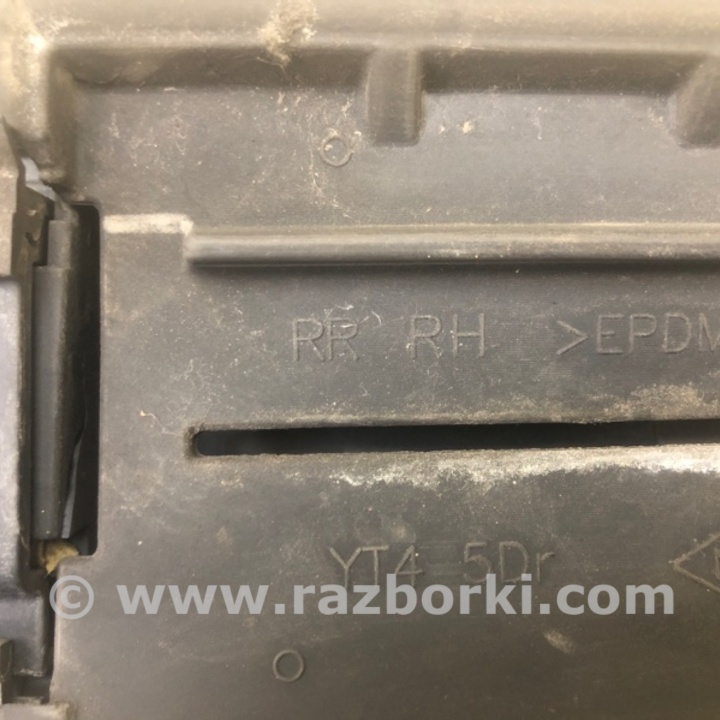 RR RH >EPDM
YT4 5Dr <
© www.razborki.com